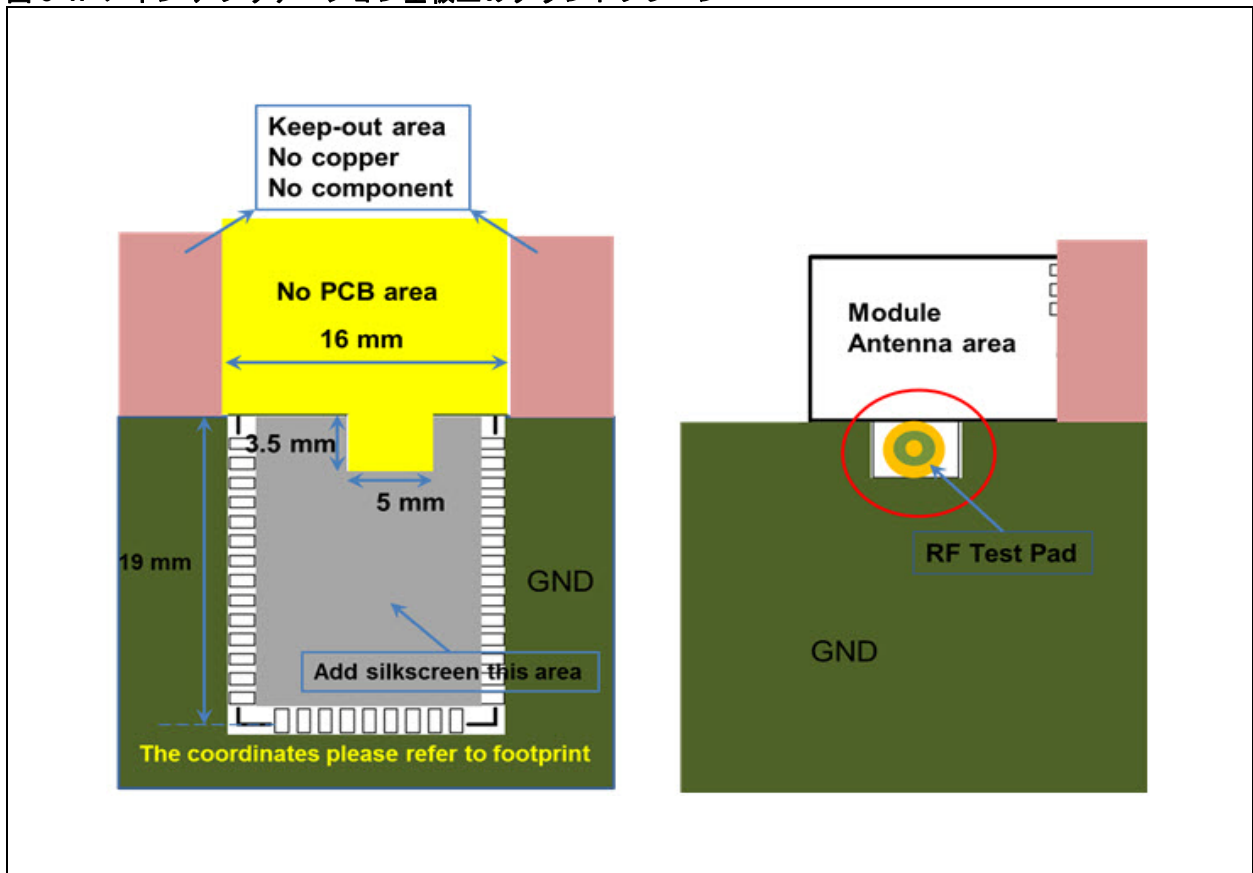 Keep-out area
No copper
No component
No PCB area
16 mm
3.5 mm
5 mm
19 mm
GND
Add silkscreen this area
The coordinates please refer to footprint
Module
Antenna area
RF Test Pad
GND